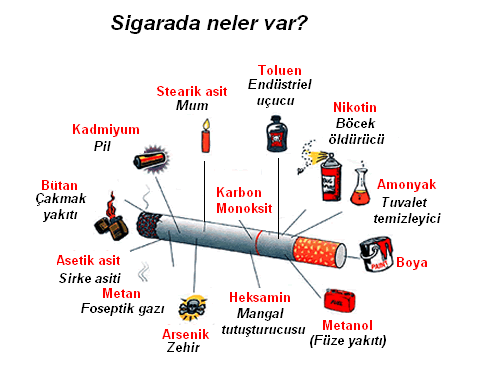 Sigarada neler var?
Toluen
Endüstriel
uçucu
Stearik asit
Mum
Nikotin
Böcek
öldürücü
Kadmiyum
Pil
Bütan
Çakmak
yakıtı
Karbon
Monoksit
Amonyak
Tuvalet
temizleyici
Asetik asit
Sirke asiti
Boya
PAINT
Metan
Foseptik gazı
Arsenik
Zehir
Heksamin
Mangal
tutuşturucusu
Metanol
(Füze yakıtı)